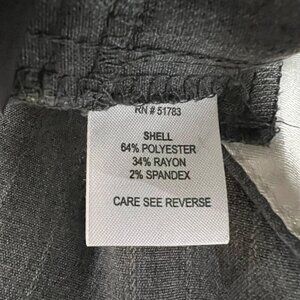 RN # 51783
SHELL
64% POLYESTER
34% RAYON
2% SPANDEX
CARE SEE REVERSE